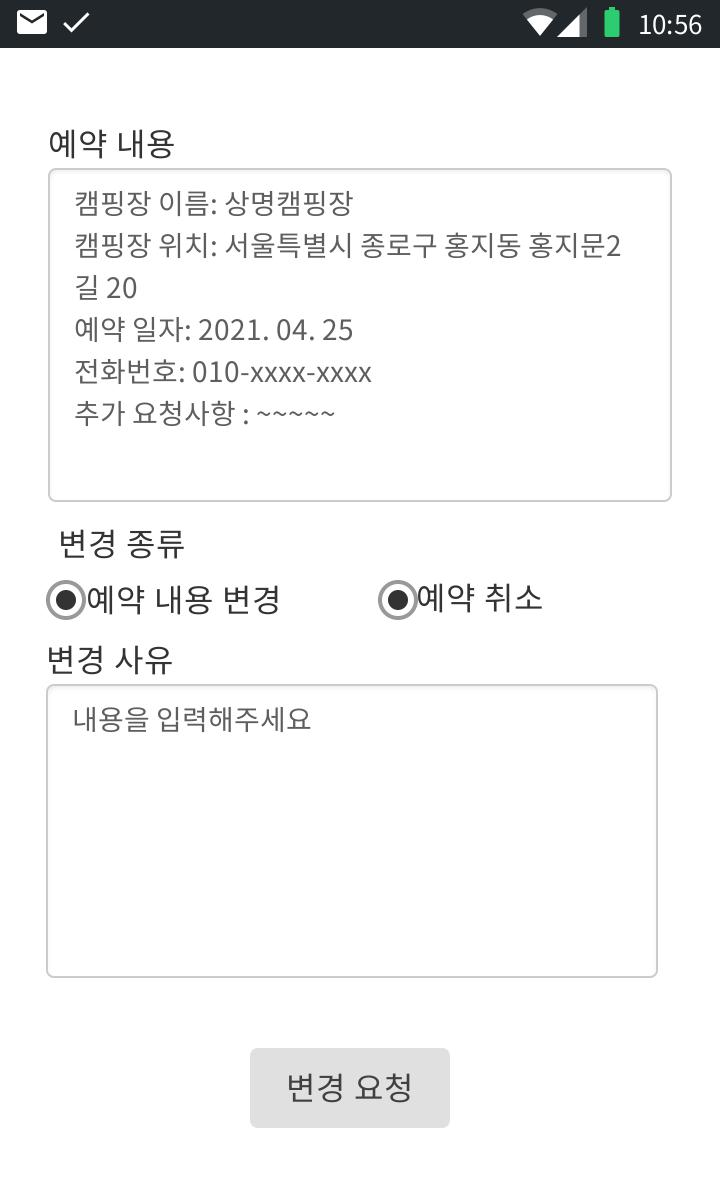 10:56
예약 내용
캠핑장 이름: 상명캠핑장
캠핑장 위치: 서울특별시 종로구 홍지동 홍지문2
길 20
예약 일자: 2021. 04. 25
전화번호: 010-xxxx-xxxx
추가 요청사항 : ~~~~~
변경 종류
예약 내용 변경 예약 취소
변경 사유
내용을 입력해주세요
변경 요청